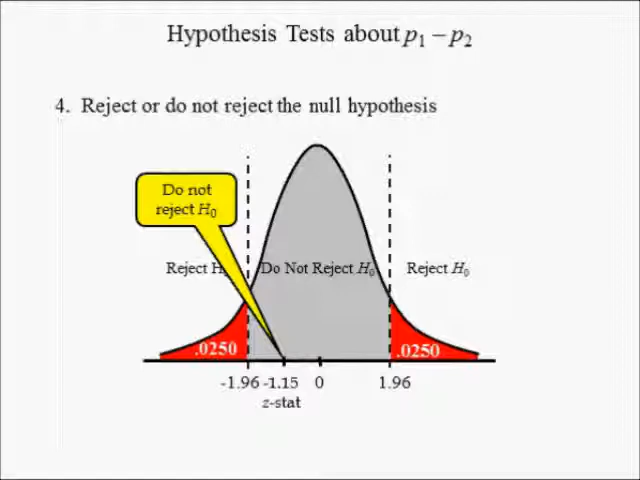 Hypothesis Tests about p₁ – p₂
4. Reject or do not reject the null hypothesis
Do not
reject H₀
Reject H₀
Do Not Reject H₀
Reject H₀
.0250
.0250
-1.96 -1.15 0 1.96
z-stat